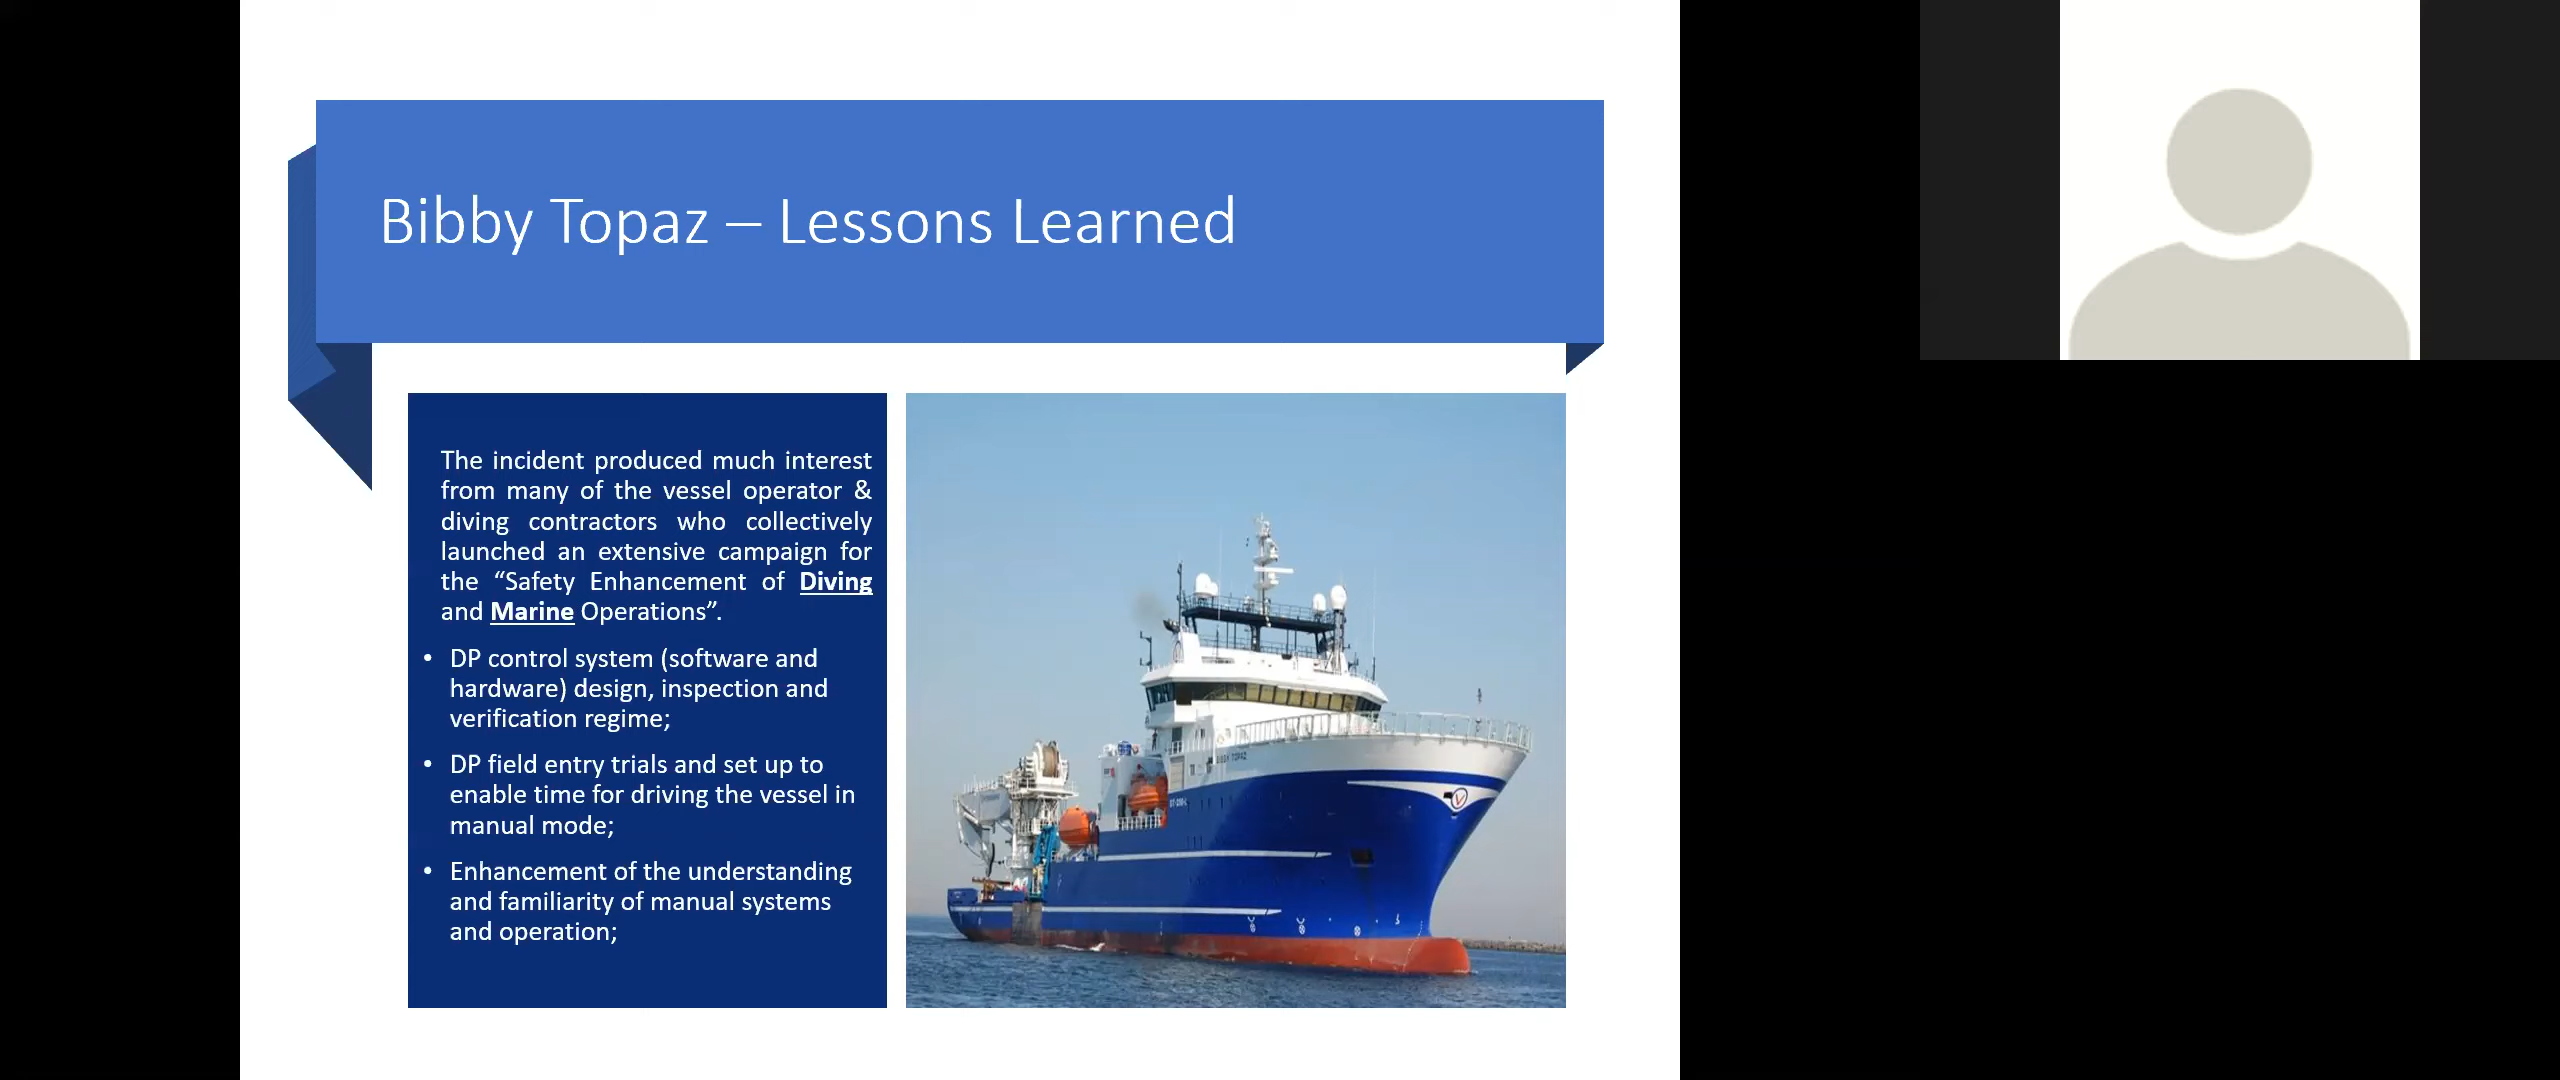 Bibby Topaz – Lessons Learned
The incident produced much interest
from many of the vessel operator &
diving contractors who collectively
launched an extensive campaign for
the “Safety Enhancement of Diving
and Marine Operations”.
• DP control system (software and
hardware) design, inspection and
verification regime;
• DP field entry trials and set up to
enable time for driving the vessel in
manual mode;
• Enhancement of the understanding
and familiarity of manual systems
and operation;
BIBBY TOPAZ